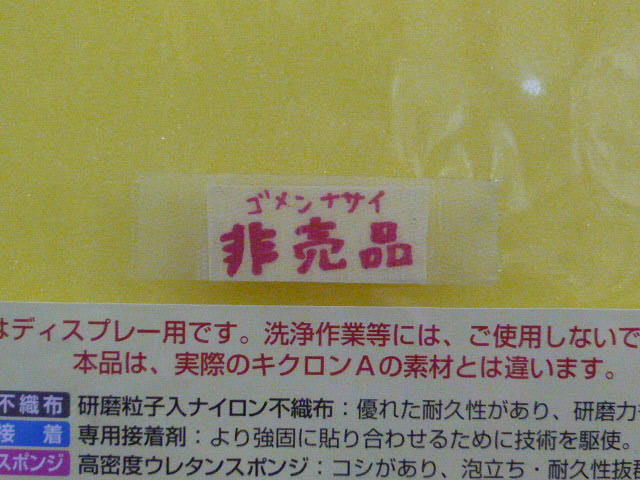 ゴメンナサイ
非売品
はディスプレー用です。洗浄作業等には、ご使用しないで
本品は、実際のキクロンAの素材とは違います。
不織布 研磨粒子入ナイロン不織布：優れた耐久性があり、研磨力
接着 専用接着剤：より強固に貼り合わせるために技術を駆使。
スポンジ 高密度ウレタンスポンジ：コシがあり、泡立ち・耐久性抜群